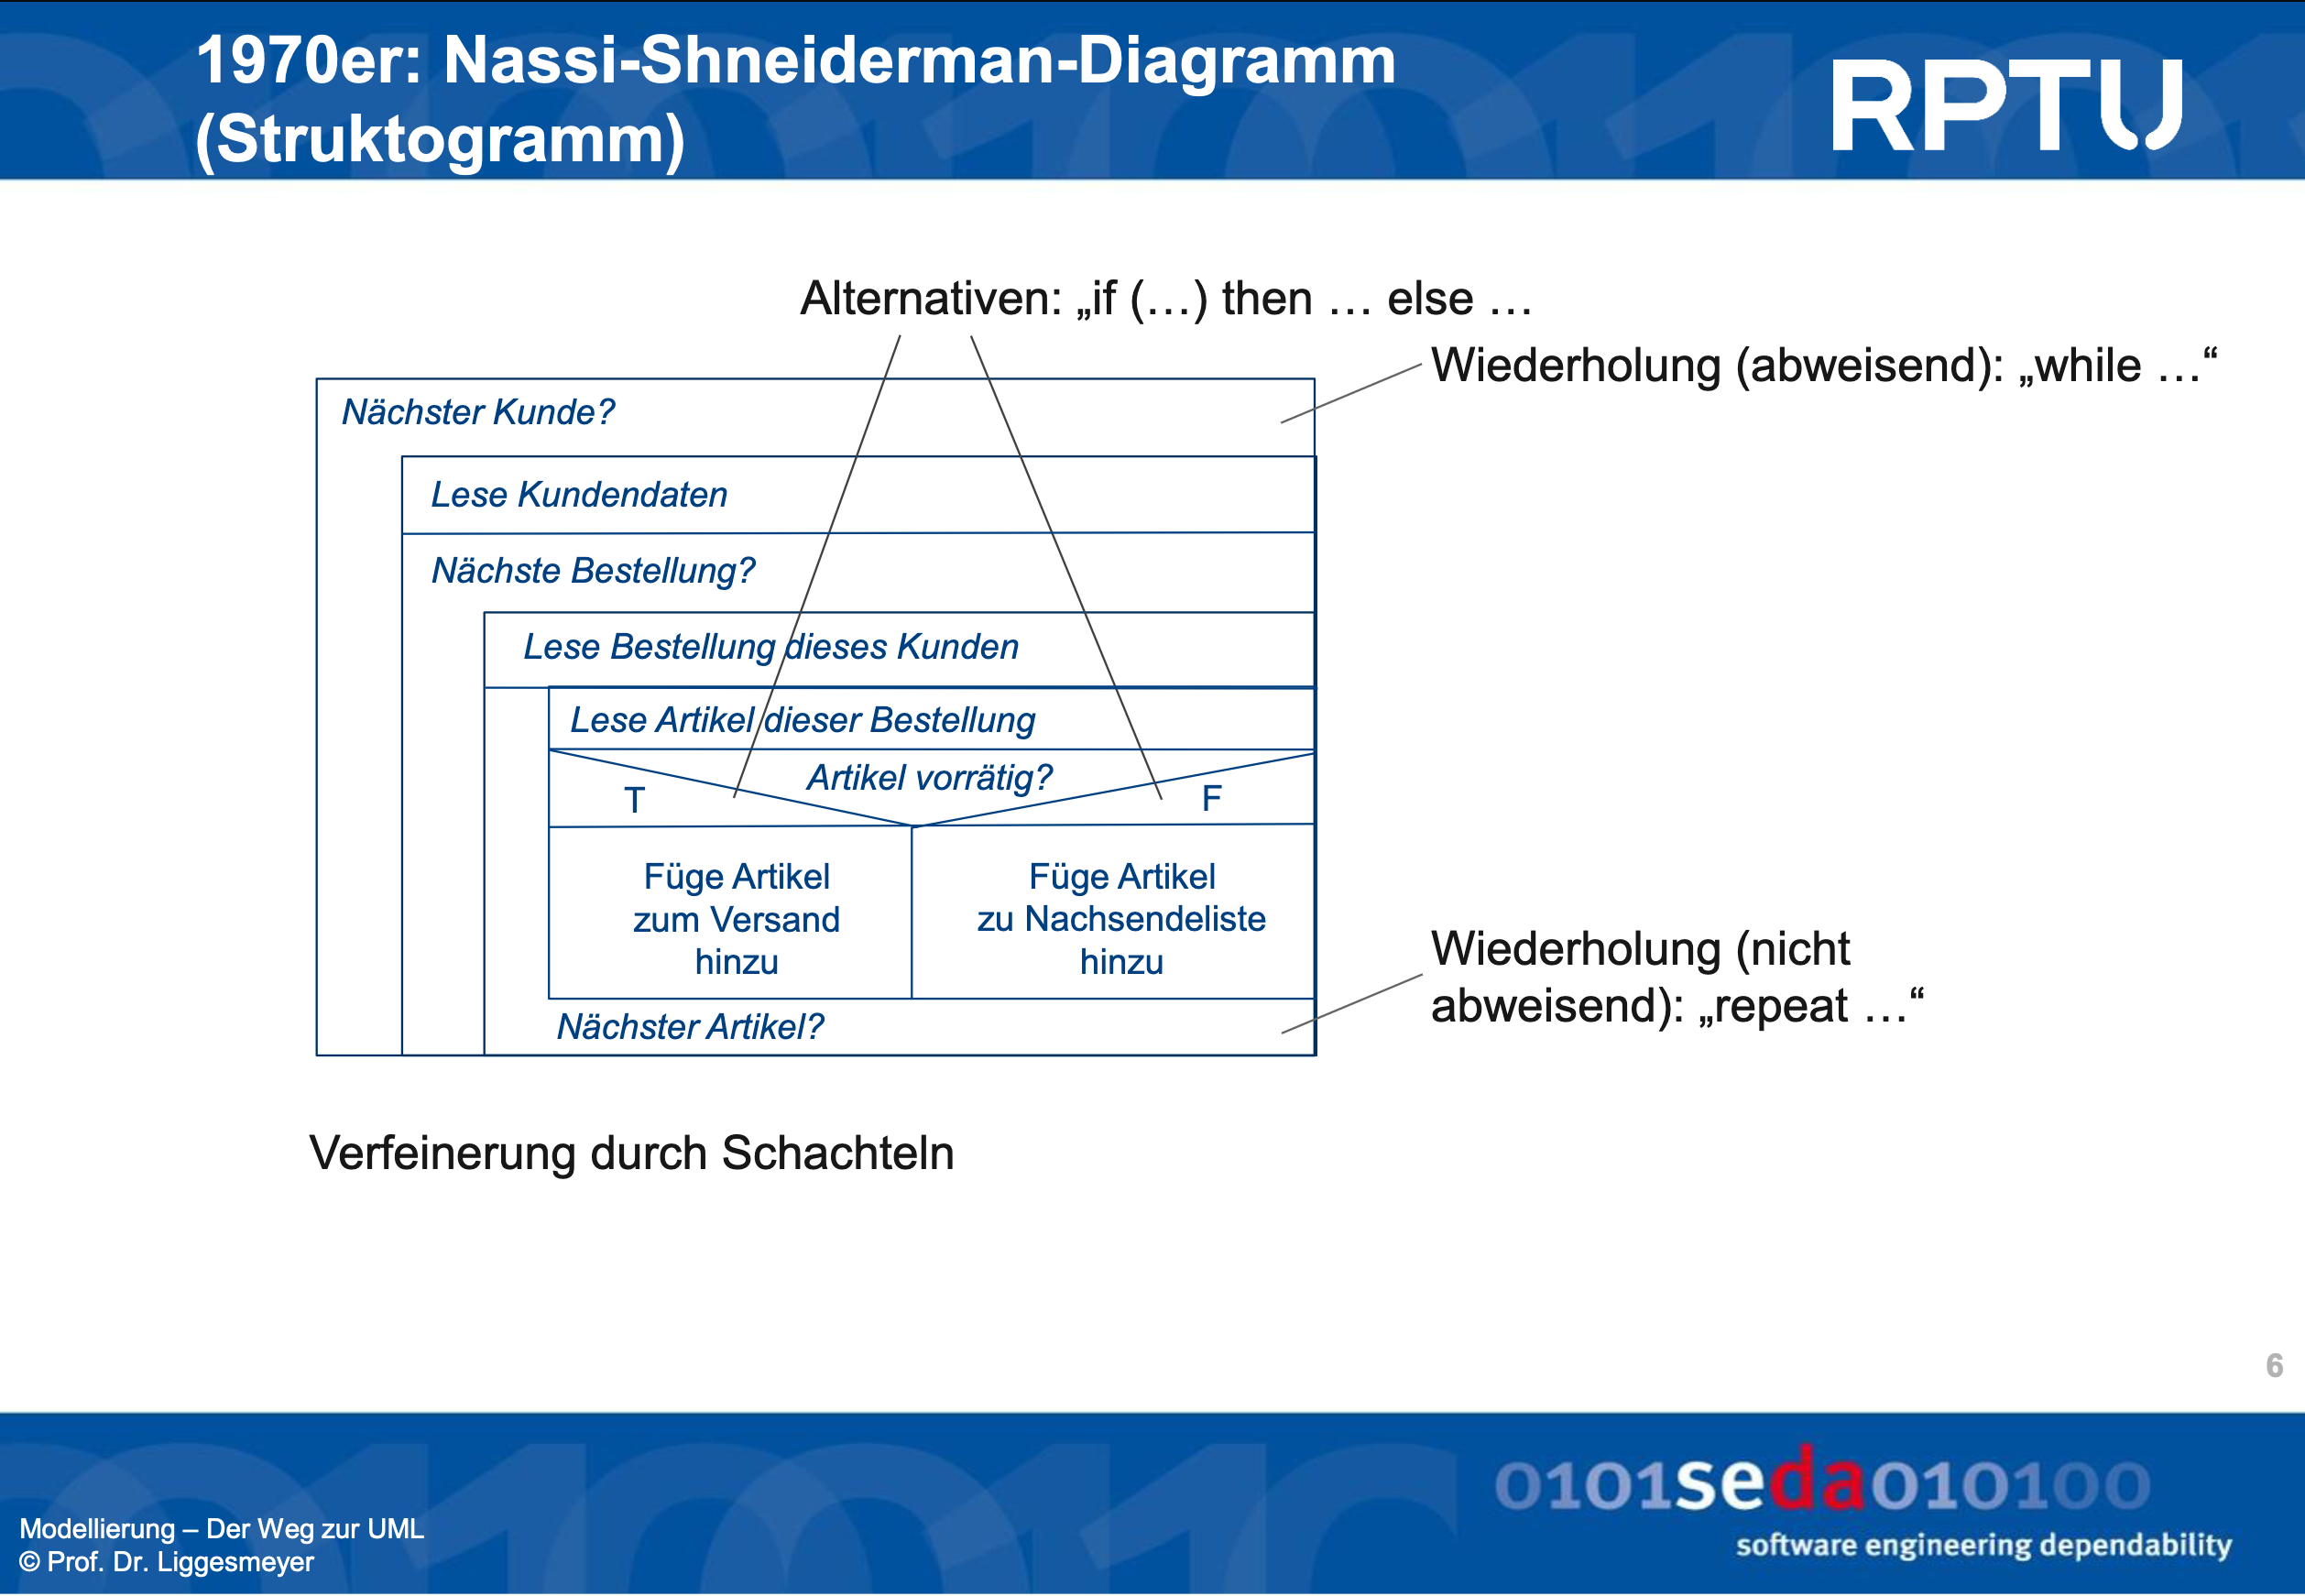 1970er: Nassi-Shneiderman-Diagramm
(Struktogramm)
RPTU
Alternativen: „if (…) then … else …
Wiederholung (abweisend): „while …“
Nächster Kunde?
Lese Kundendaten
Nächste Bestellung?
Lese Bestellung dieses Kunden
Lese Artikel dieser Bestellung
Artikel vorrätig?
T
F
Füge Artikel
zum Versand
hinzu
Füge Artikel
zu Nachsendeliste
hinzu
Wiederholung (nicht
abweisend): „repeat …“
Nächster Artikel?
Verfeinerung durch Schachteln
6
0101seda010100
software engineering dependability
Modellierung – Der Weg zur UML
© Prof. Dr. Liggesmeyer